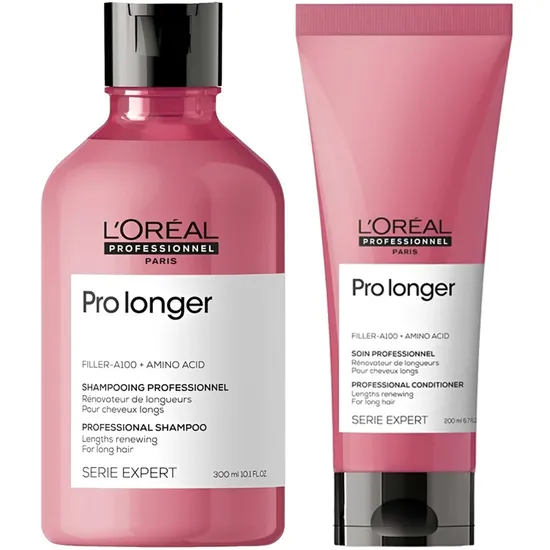 L'ORÉAL
PROFESSIONNEL
PARIS
Pro longer
FILLER-A100 + AMINO ACID
SHAMPOOING PROFESSIONNEL
Rénovateur de longueurs
Pour cheveux longs
PROFESSIONAL SHAMPOO
Lengths renewing
For long hair
SERIE EXPERT
300 ml 10.1 FL.OZ.
L'ORÉAL
PROFESSIONNEL
PARIS
Pro longer
FILLER-A100 + AMINO ACID
SOIN PROFESSIONNEL
Rénovateur de longueurs
Pour cheveux longs
PROFESSIONAL CONDITIONER
Lengths renewing
For long hair
SERIE EXPERT
200 ml 6.7 FL